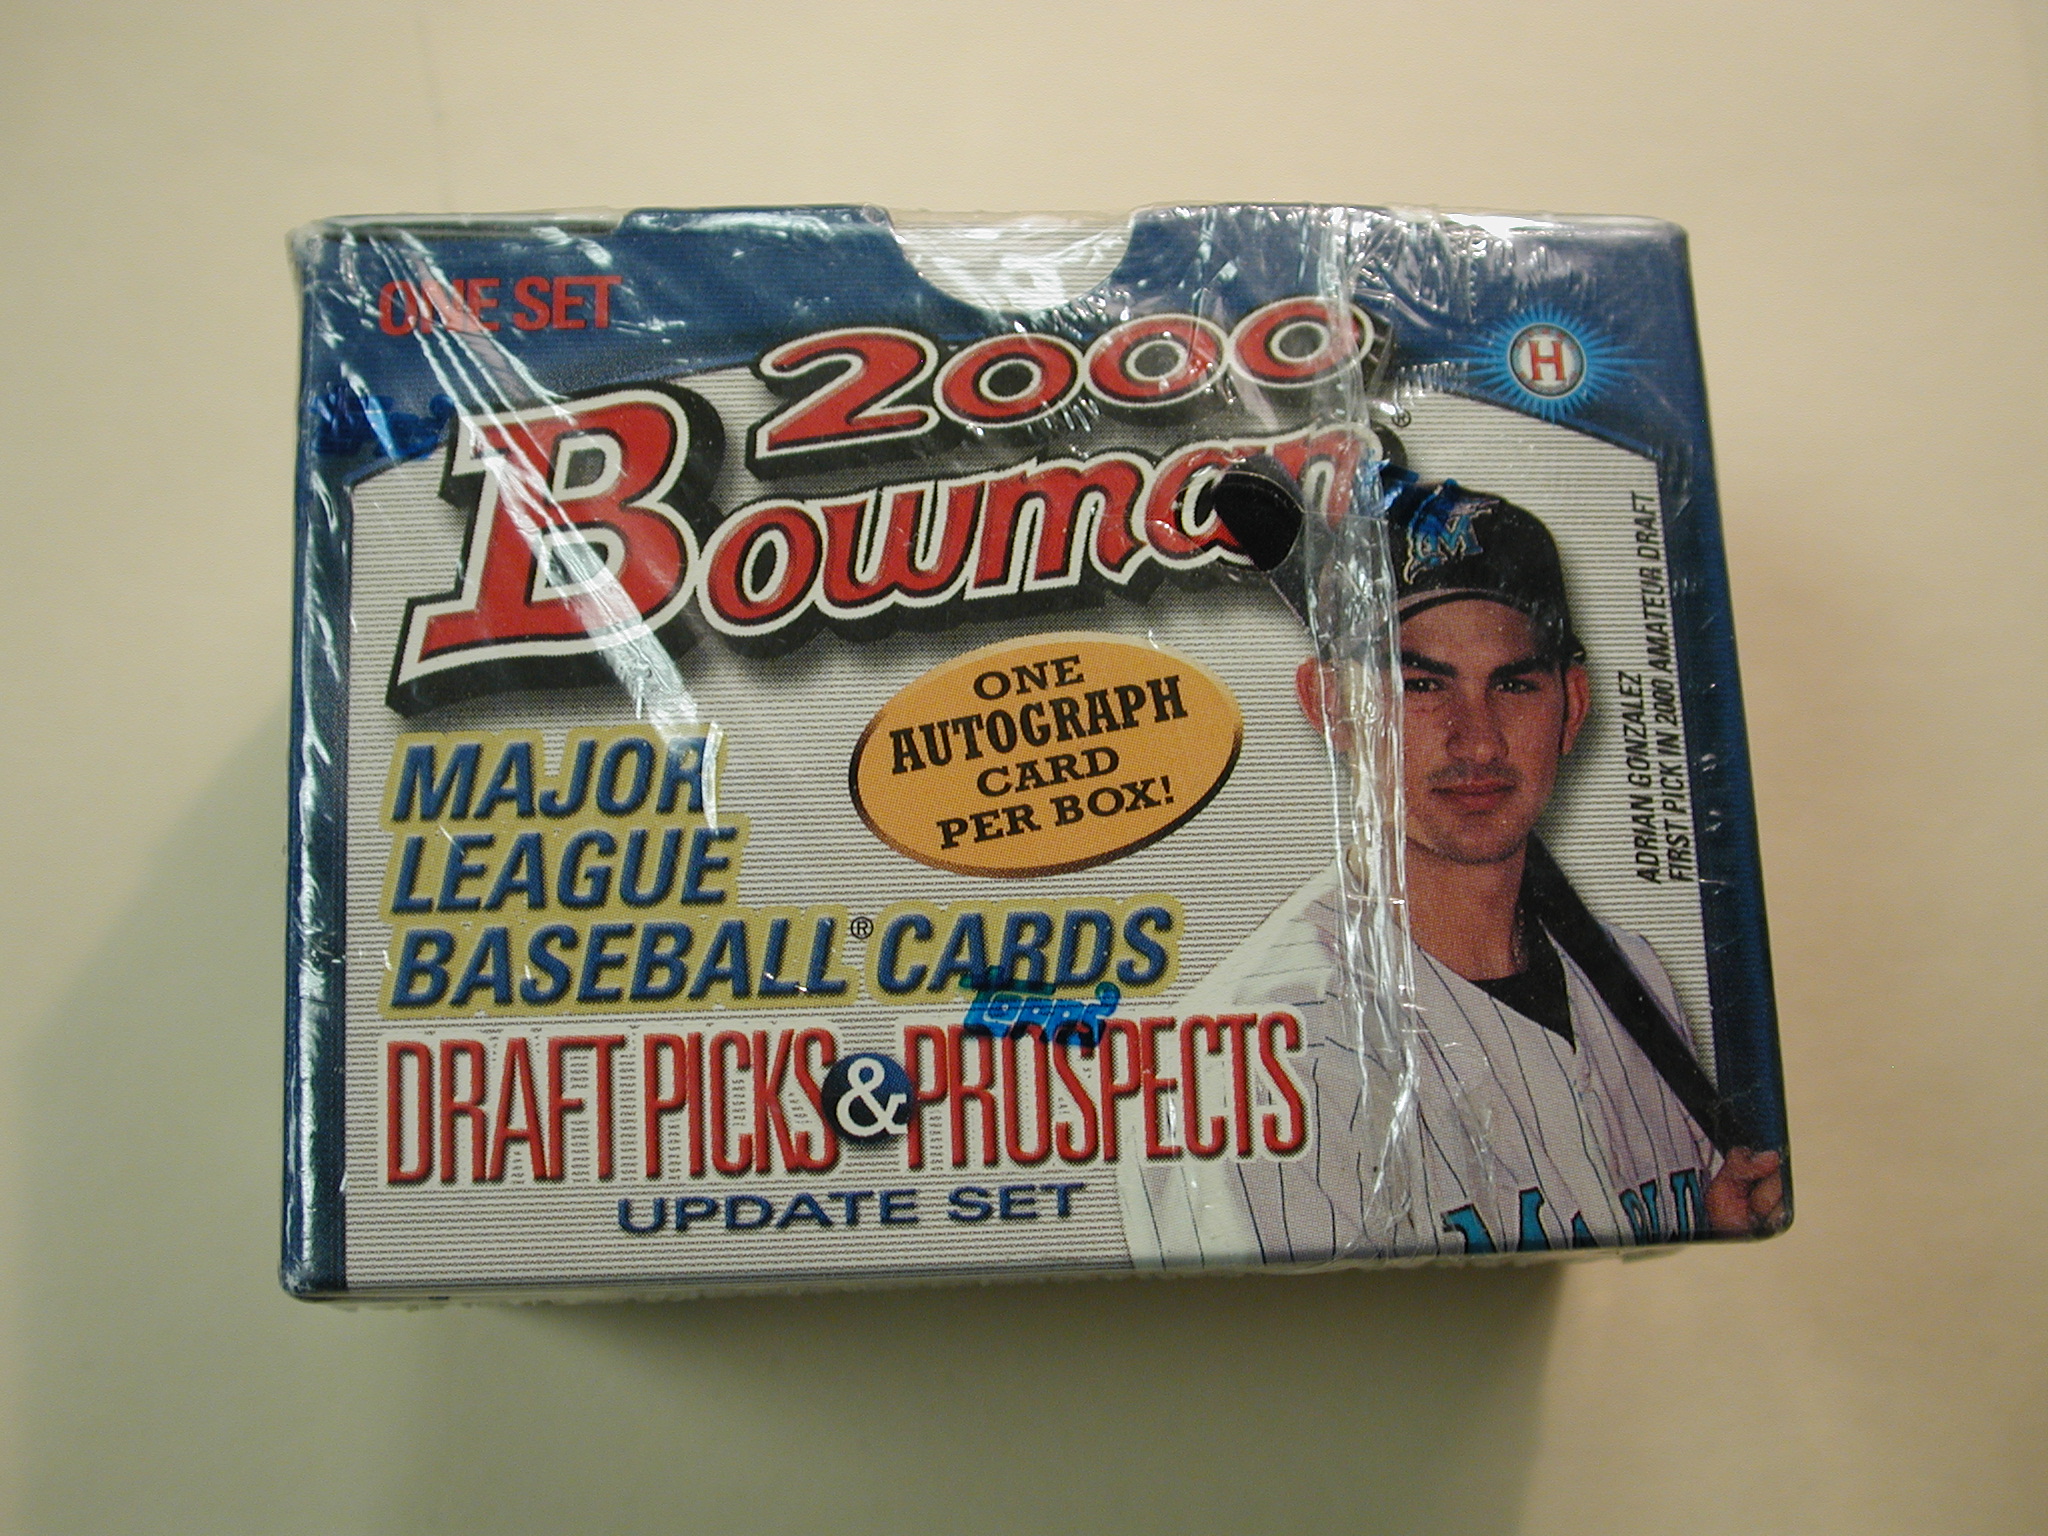 ONE SET
2000
Bowman®
H
M
ONE
AUTOGRAPH
CARD
PER BOX!
MAJOR
LEAGUE
BASEBALL® CARDS
TOPPS
DRAFT PICKS & PROSPECTS
UPDATE SET
ADRIAN GONZALEZ
FIRST PICK IN 2000 AMATEUR DRAFT